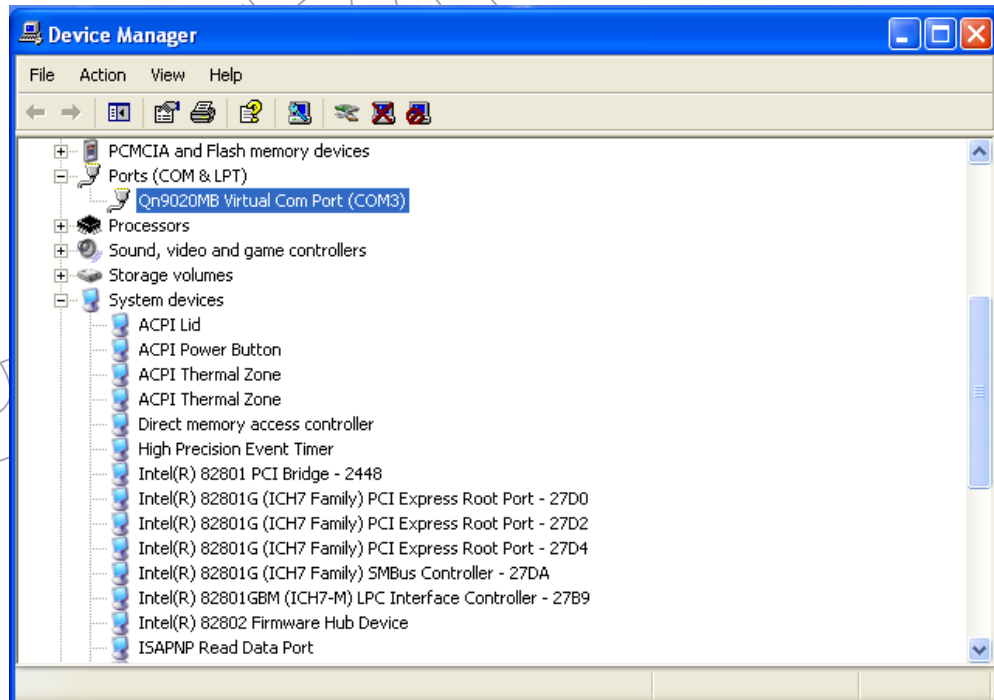 Device Manager
File Action View Help
PCMCIA and Flash memory devices
Ports (COM & LPT)
Qn9020MB Virtual Com Port (COM3)
Processors
Sound, video and game controllers
Storage volumes
System devices
ACPI Lid
ACPI Power Button
ACPI Thermal Zone
ACPI Thermal Zone
Direct memory access controller
High Precision Event Timer
Intel(R) 82801 PCI Bridge - 2448
Intel(R) 82801G (ICH7 Family) PCI Express Root Port - 27D0
Intel(R) 82801G (ICH7 Family) PCI Express Root Port - 27D2
Intel(R) 82801G (ICH7 Family) PCI Express Root Port - 27D4
Intel(R) 82801G (ICH7 Family) SMBus Controller - 27DA
Intel(R) 82801GBM (ICH7-M) LPC Interface Controller - 27B9
Intel(R) 82802 Firmware Hub Device
ISAPNP Read Data Port